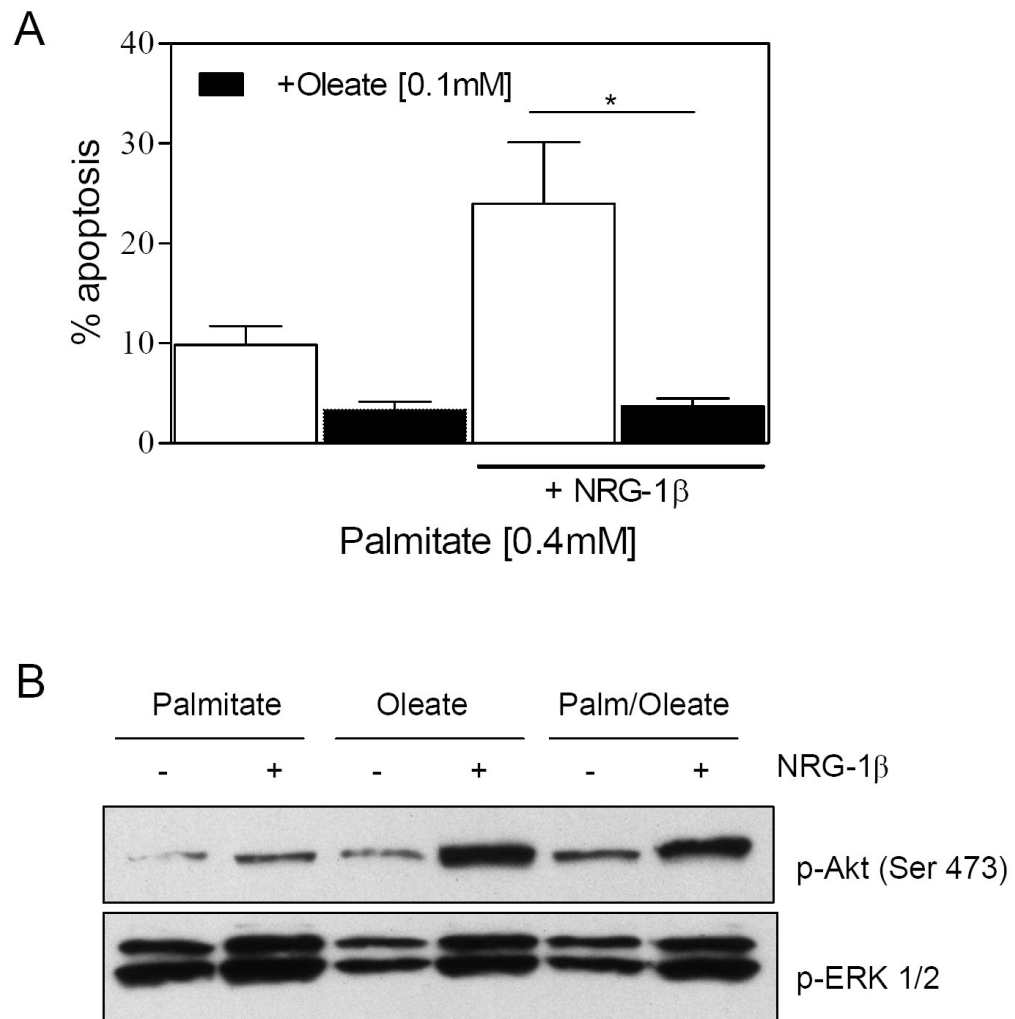 A
40
+Oleate [0.1mM]
*
30
20
10
0
% apoptosis
+ NRG-1β
Palmitate [0.4mM]
B
Palmitate Oleate Palm/Oleate
- + - + - + NRG-1β
p-Akt (Ser 473)
p-ERK 1/2